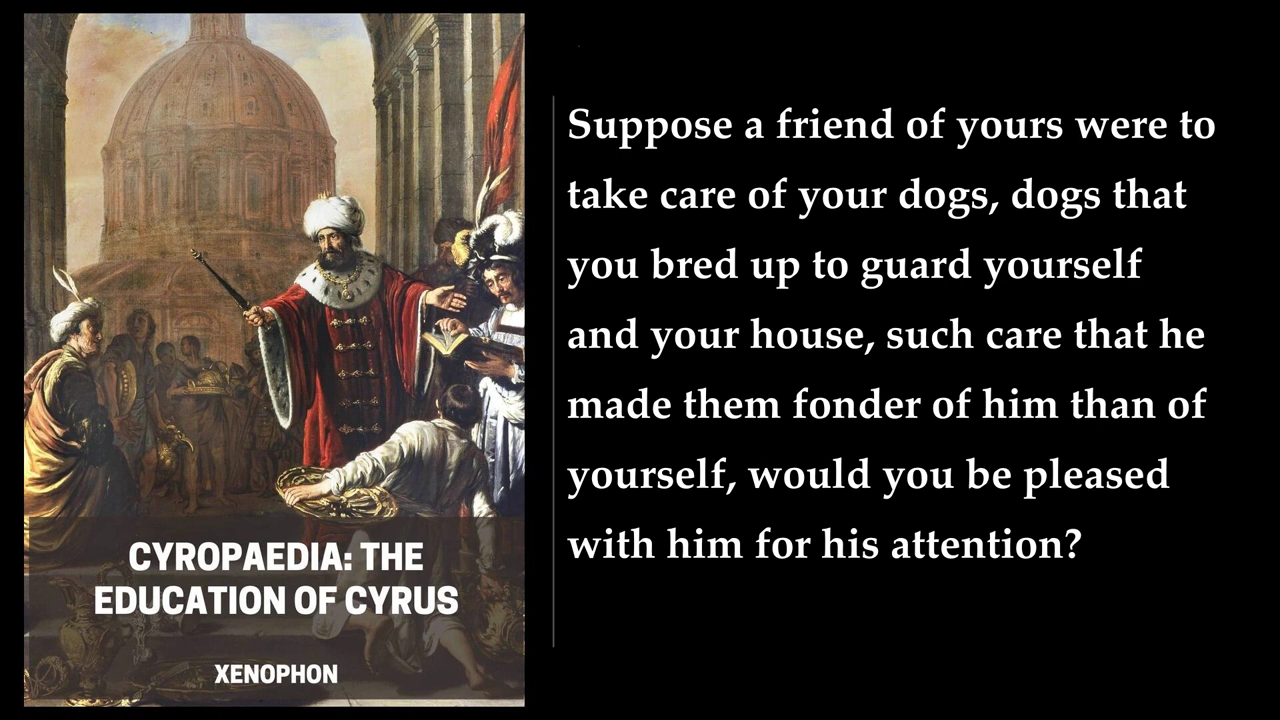 CYROPAEDIA: THE
EDUCATION OF CYRUS
XENOPHON
Suppose a friend of yours were to
take care of your dogs, dogs that
you bred up to guard yourself
and your house, such care that he
made them fonder of him than of
yourself, would you be pleased
with him for his attention?